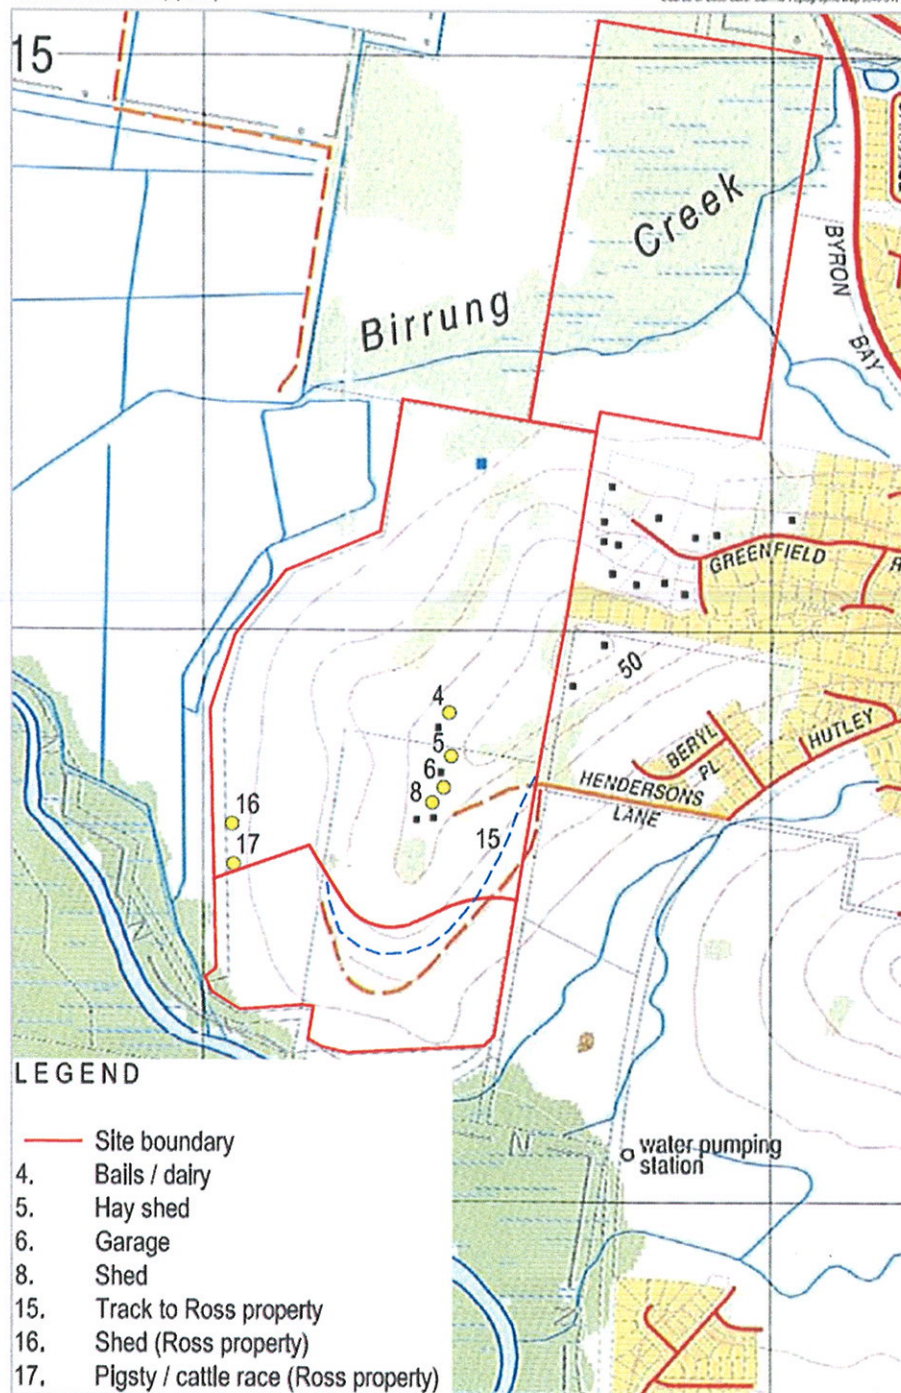 15
Creek
Birrung
BYRON
BAY
GREENFIELD
50
4
5
6
8
BERYL
PL
HUTLEY
HENDERSONS
LANE
15
16
17
LEGEND
Site boundary
4. Bails / dairy
5. Hay shed
6. Garage
8. Shed
15. Track to Ross property
16. Shed (Ross property)
17. Pigsty / cattle race (Ross property)
water pumping
station